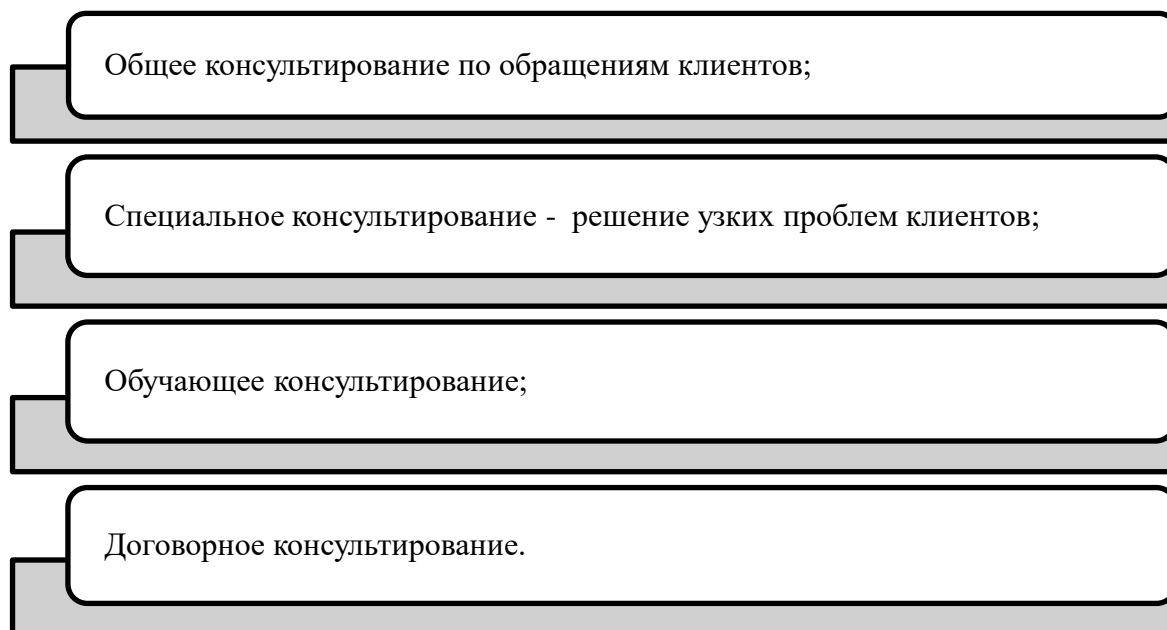 Общее консультирование по обращениям клиентов;
Специальное консультирование -  решение узких проблем клиентов;
Обучающее консультирование;
Договорное консультирование.